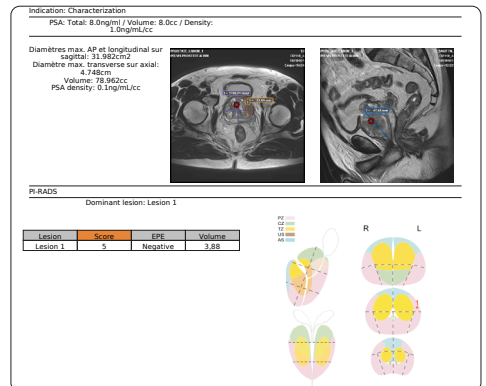 Indication: Characterization
PSA: Total: 8.0ng/ml / Volume: 8.0cc / Density:
1.0ng/mL/cc
Diamètres max. AP et longitudinal sur
sagittal: 31.982cm2
Diamètre max. transverse sur axial:
4.748cm
Volume: 78.962cc
PSA density: 0.1ng/mL/cc
PI-RADS
Dominant lesion: Lesion 1
Lesion Score EPE Volume
Lesion 1 5 Negative 3,88
PZ
CZ
TZ
US
AS
R L